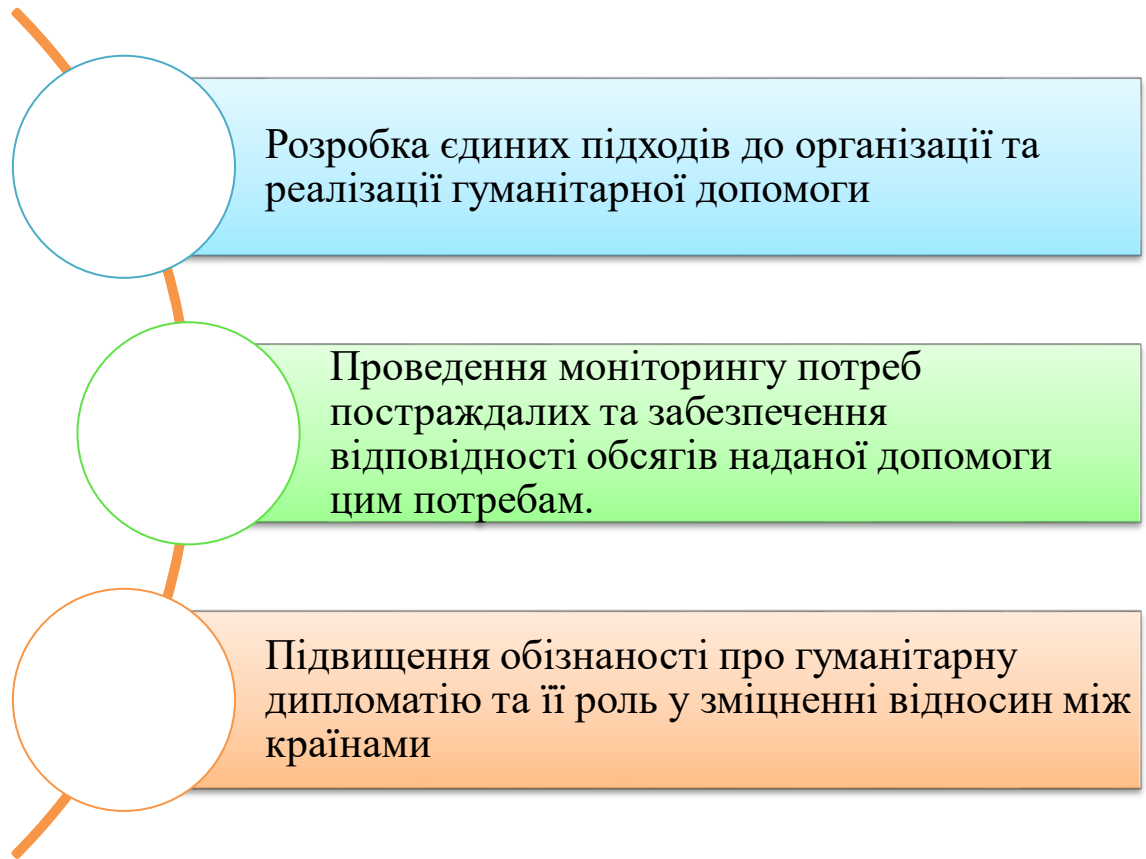 Розробка єдиних підходів до організації та
реалізації гуманітарної допомоги
Проведення моніторингу потреб
постраждалих та забезпечення
відповідності обсягів наданої допомоги
цим потребам.
Підвищення обізнаності про гуманітарну
дипломатію та її роль у зміцненні відносин між
країнами